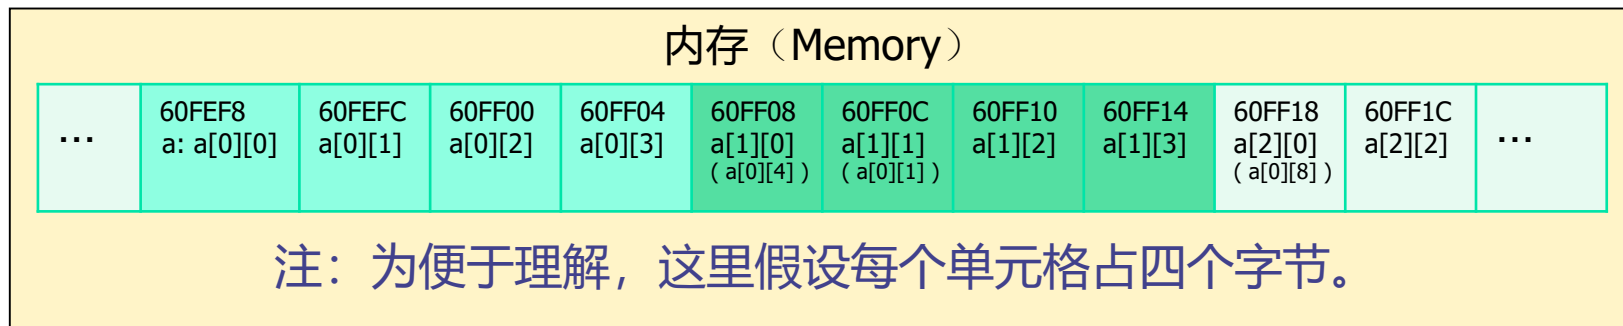 内存（Memory）
...
60FEF8
a: a[0][0]
60FEFC
a[0][1]
60FF00
a[0][2]
60FF04
a[0][3]
60FF08
a[1][0]
( a[0][4] )
60FF0C
a[1][1]
( a[0][1] )
60FF10
a[1][2]
60FF14
a[1][3]
60FF18
a[2][0]
( a[0][8] )
60FF1C
a[2][2]
...
注：为便于理解，这里假设每个单元格占四个字节。